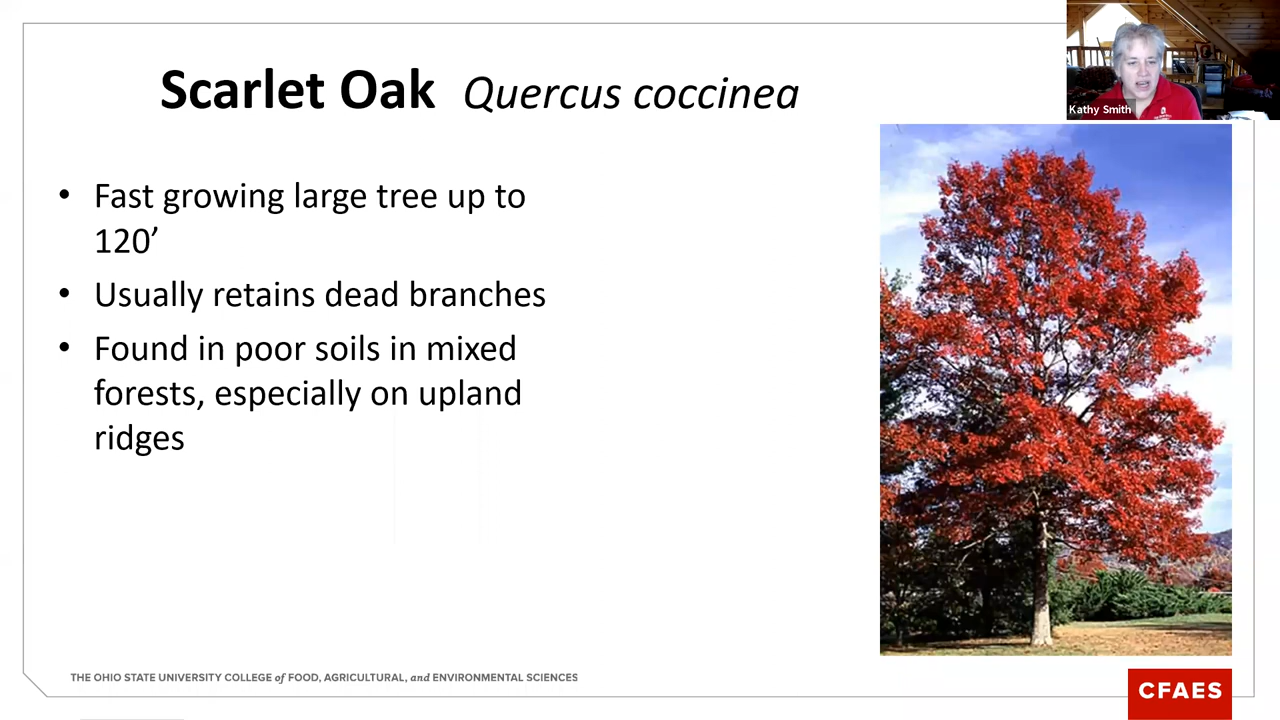 Scarlet Oak Quercus coccinea
Kathy Smith
• Fast growing large tree up to
120’
• Usually retains dead branches
• Found in poor soils in mixed
forests, especially on upland
ridges
THE OHIO STATE UNIVERSITY COLLEGE of FOOD, AGRICULTURAL, and ENVIRONMENTAL SCIENCES
CFAES